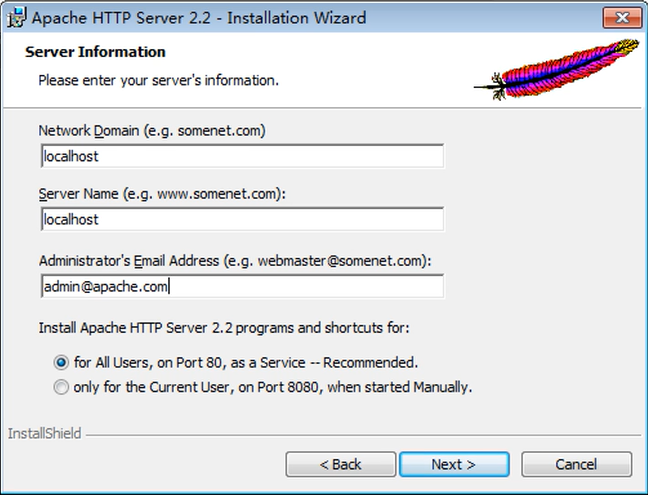 Apache HTTP Server 2.2 - Installation Wizard
Server Information
Please enter your server's information.
Network Domain (e.g. somenet.com)
localhost
Server Name (e.g. www.somenet.com):
localhost
Administrator's Email Address (e.g. webmaster@somenet.com):
admin@apache.com
Install Apache HTTP Server 2.2 programs and shortcuts for:
for All Users, on Port 80, as a Service -- Recommended.
only for the Current User, on Port 8080, when started Manually.
InstallShield
< Back Next > Cancel